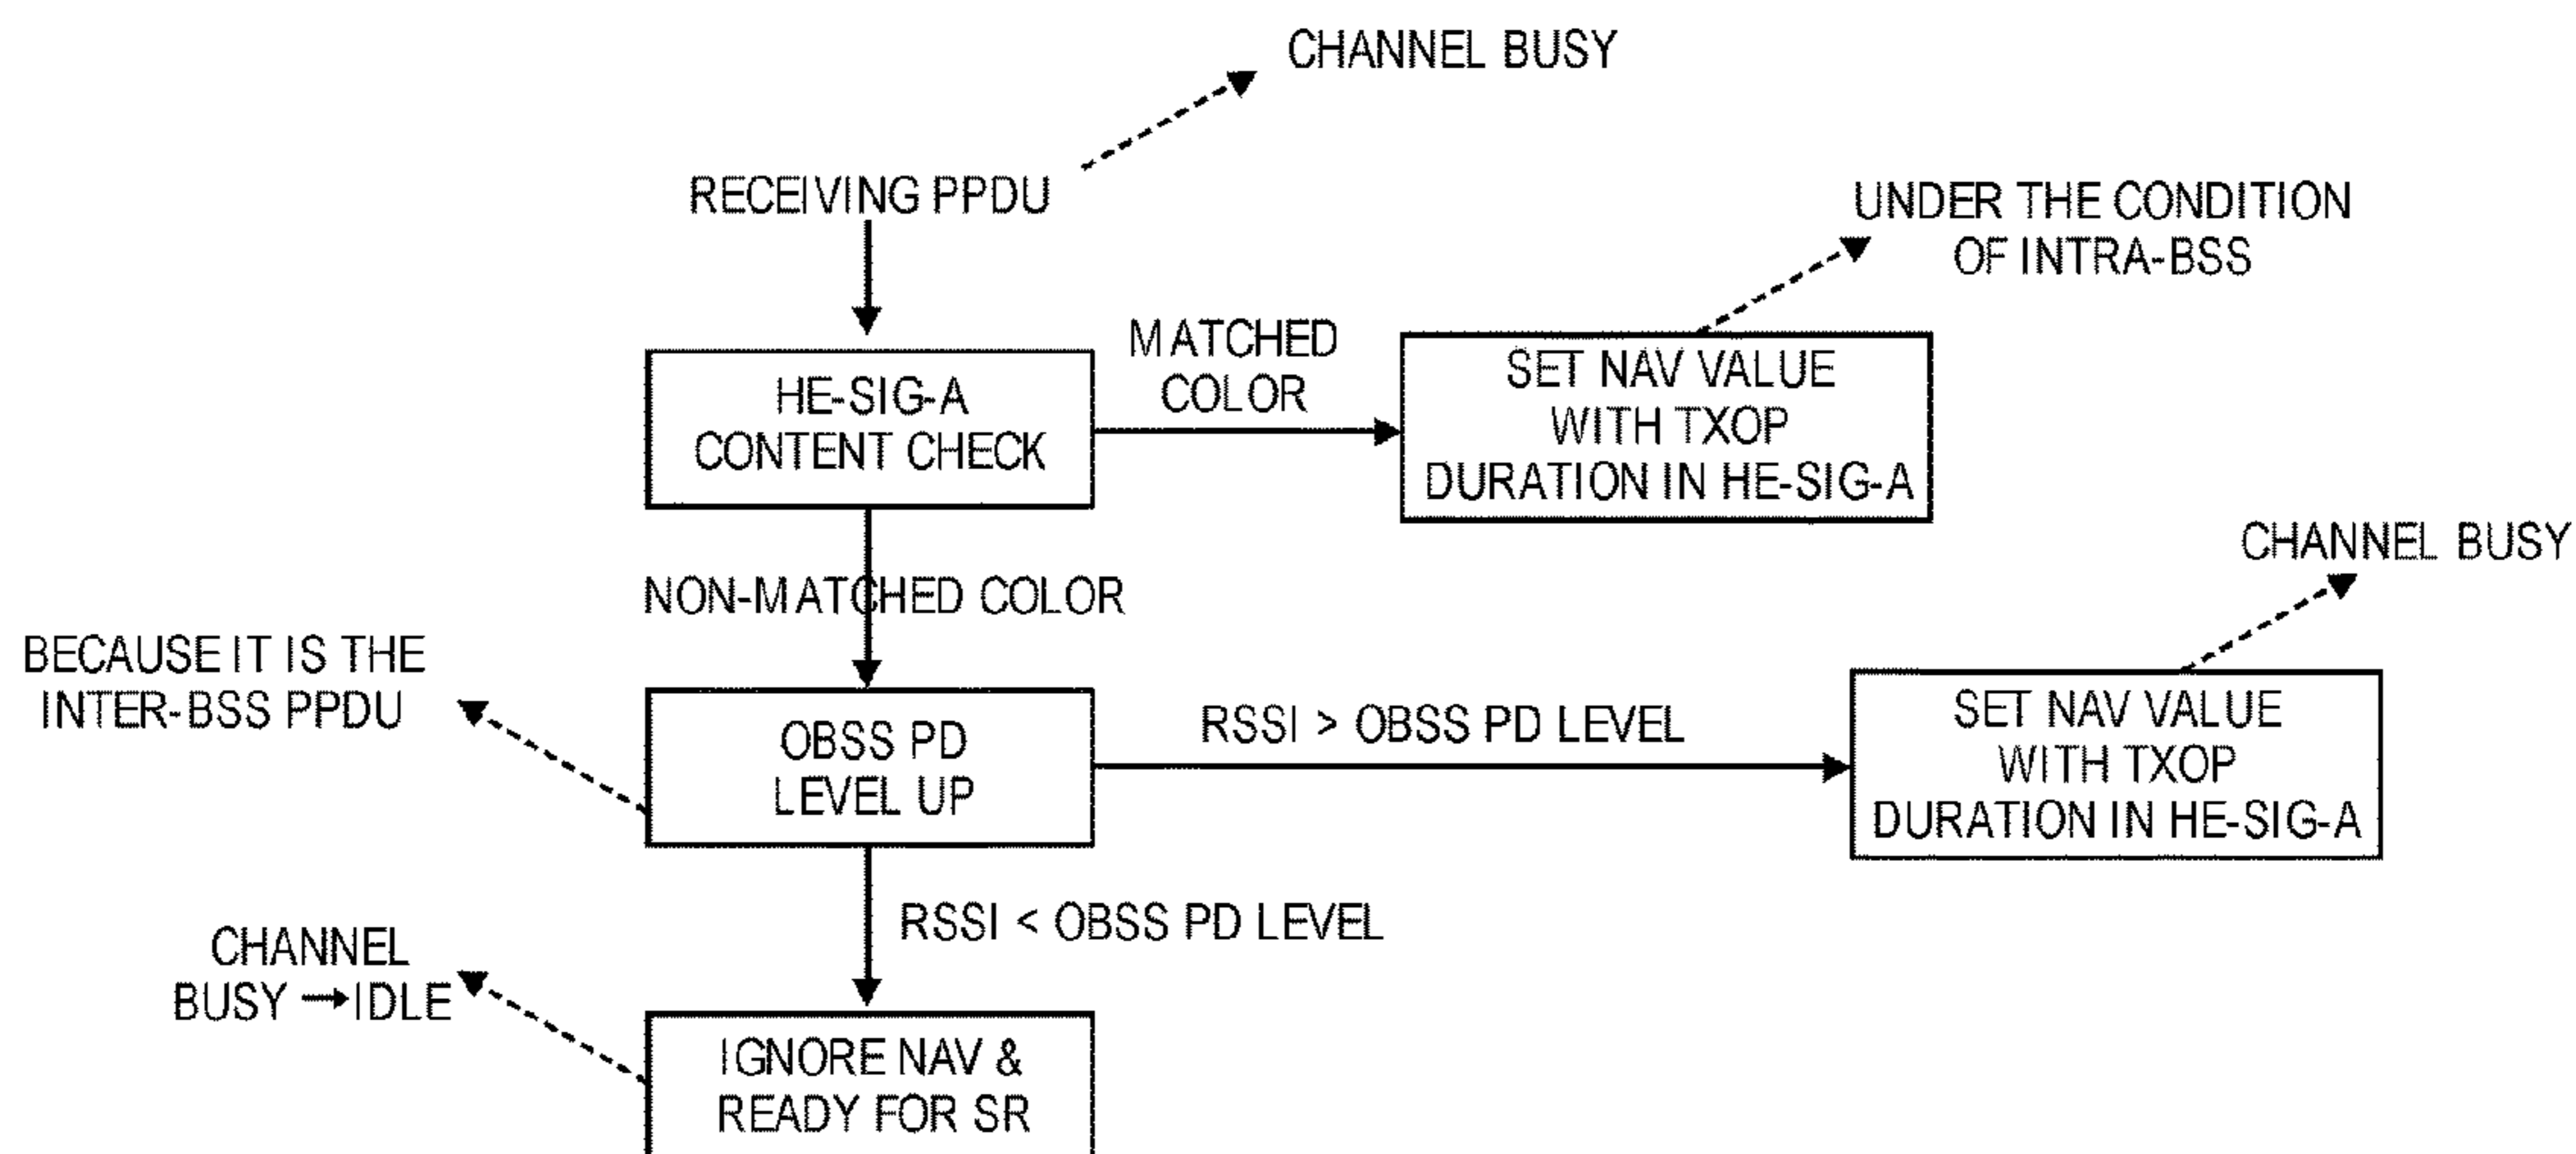 CHANNEL BUSY
RECEIVING PPDU
UNDER THE CONDITION
OF INTRA-BSS
MATCHED
COLOR
HE-SIG-A
CONTENT CHECK
SET NAV VALUE
WITH TXOP
DURATION IN HE-SIG-A
CHANNEL BUSY
NON-MATCHED COLOR
BECAUSE IT IS THE
INTER-BSS PPDU
OBSS PD
LEVEL UP
RSSI > OBSS PD LEVEL
SET NAV VALUE
WITH TXOP
DURATION IN HE-SIG-A
RSSI < OBSS PD LEVEL
CHANNEL
BUSY →IDLE
IGNORE NAV &
READY FOR SR